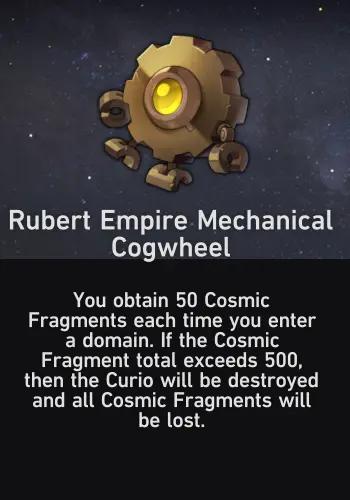 Rubert Empire Mechanical
Cogwheel
You obtain 50 Cosmic
Fragments each time you enter
a domain. If the Cosmic
Fragment total exceeds 500,
then the Curio will be destroyed
and all Cosmic Fragments will
be lost.